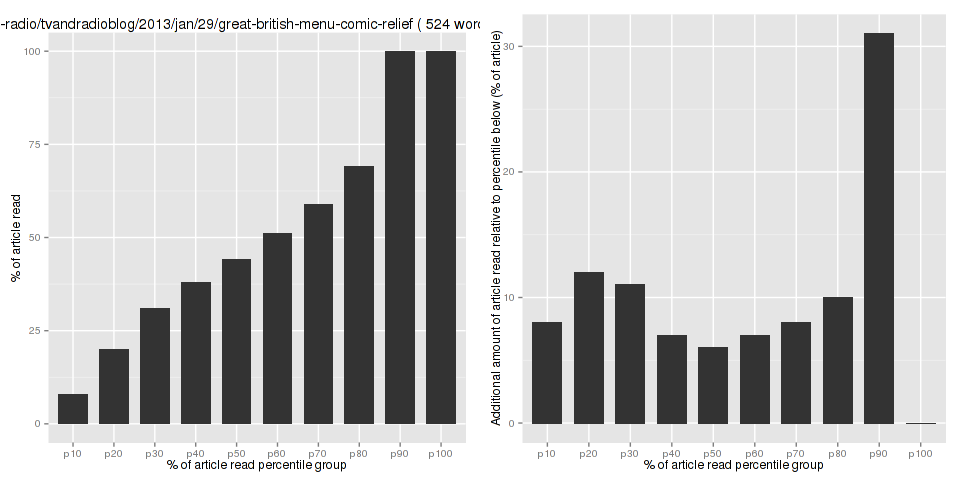 -radio/tvandradioblog/2013/jan/29/great-british-menu-comic-relief ( 524 wor
% of article read
100
75
50
25
0
p10 p20 p30 p40 p50 p60 p70 p80 p90 p100
% of article read percentile group
Additional amount of article read relative to percentile below (% of article)
30
20
10
0
p10 p20 p30 p40 p50 p60 p70 p80 p90 p100
% of article read percentile group